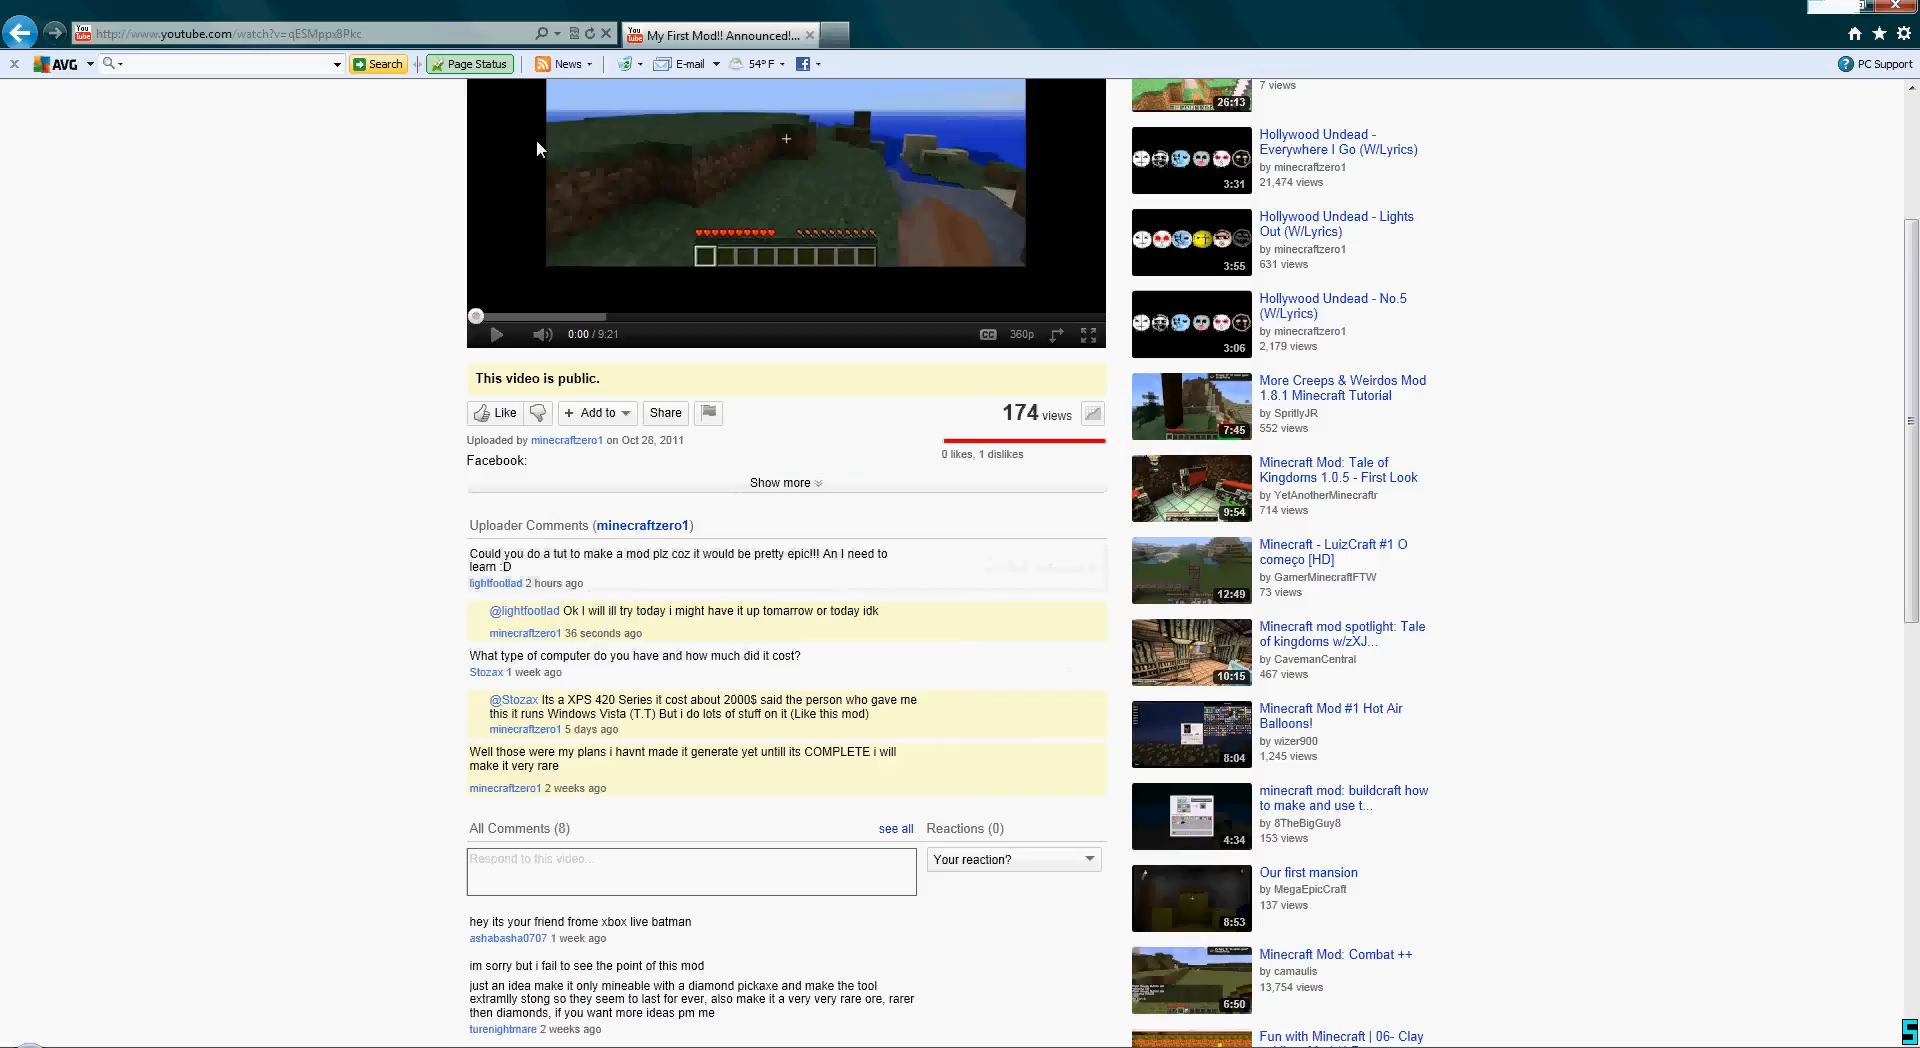 http://www.youtube.com/watch?v=qESMppx8Pkc
My First Mod!! Announced!...
AVG
Search
Page Status
News
E-mail
54°F
PC Support
0:00 / 9:21
CC
360p
This video is public.
Like
+ Add to
Share
174 views
Uploaded by minecraftzero1 on Oct 28, 2011
0 likes, 1 dislikes
Facebook:
Show more
Uploader Comments (minecraftzero1)
Could you do a tut to make a mod plz coz it would be pretty epic!!! An I need to
learn :D
lightfootlad 2 hours ago
@lightfootlad Ok I will ill try today i might have it up tomarrow or today idk
minecraftzero1 36 seconds ago
What type of computer do you have and how much did it cost?
Stozax 1 week ago
@Stozax Its a XPS 420 Series it cost about 2000$ said the person who gave me
this it runs Windows Vista (T.T) But i do lots of stuff on it (Like this mod)
minecraftzero1 5 days ago
Well those were my plans i havnt made it generate yet untill its COMPLETE i will
make it very rare
minecraftzero1 2 weeks ago
All Comments (8)
see all
Reactions (0)
Respond to this video...
Your reaction?
hey its your friend frome xbox live batman
ashabasha0707 1 week ago
im sorry but i fail to see the point of this mod
just an idea make it only mineable with a diamond pickaxe and make the tool
extramlly stong so they seem to last for ever, also make it a very very rare ore, rarer
then diamonds, if you want more ideas pm me
turenightmare 2 weeks ago
26:13
7 views
3:31
Hollywood Undead -
Everywhere I Go (W/Lyrics)
by minecraftzero1
21,474 views
3:55
Hollywood Undead - Lights
Out (W/Lyrics)
by minecraftzero1
631 views
3:06
Hollywood Undead - No.5
(W/Lyrics)
by minecraftzero1
2,179 views
7:45
More Creeps & Weirdos Mod
1.8.1 Minecraft Tutorial
by SpritlyJR
552 views
9:54
Minecraft Mod: Tale of
Kingdoms 1.0.5 - First Look
by YetAnotherMinecraftr
714 views
12:49
Minecraft - LuizCraft #1 O
começo [HD]
by GamerMinecraftFTW
73 views
10:15
Minecraft mod spotlight: Tale
of kingdoms w/zXJ...
by CavemanCentral
467 views
8:04
Minecraft Mod #1 Hot Air
Balloons!
by wizer900
1,245 views
4:34
minecraft mod: buildcraft how
to make and use t...
by 8TheBigGuy8
153 views
8:53
Our first mansion
by MegaEpicCraft
137 views
6:50
Minecraft Mod: Combat ++
by camaulis
13,754 views
Fun with Minecraft | 06- Clay